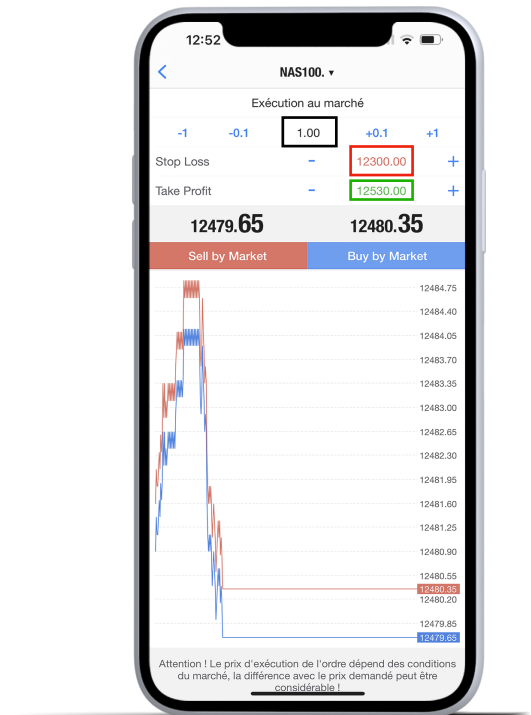 12:52
NAS100. ▾
Exécution au marché
-1 -0.1 1.00 +0.1 +1
Stop Loss - 12300.00 +
Take Profit - 12530.00 +
12479.65 12480.35
Sell by Market Buy by Market
12484.75
12484.40
12484.05
12483.70
12483.35
12483.00
12482.65
12482.30
12481.95
12481.60
12481.25
12480.90
12480.55
12480.35
12480.20
12479.85
12479.65
Attention ! Le prix d'exécution de l'ordre dépend des conditions
du marché, la différence avec le prix demandé peut être
considérable !